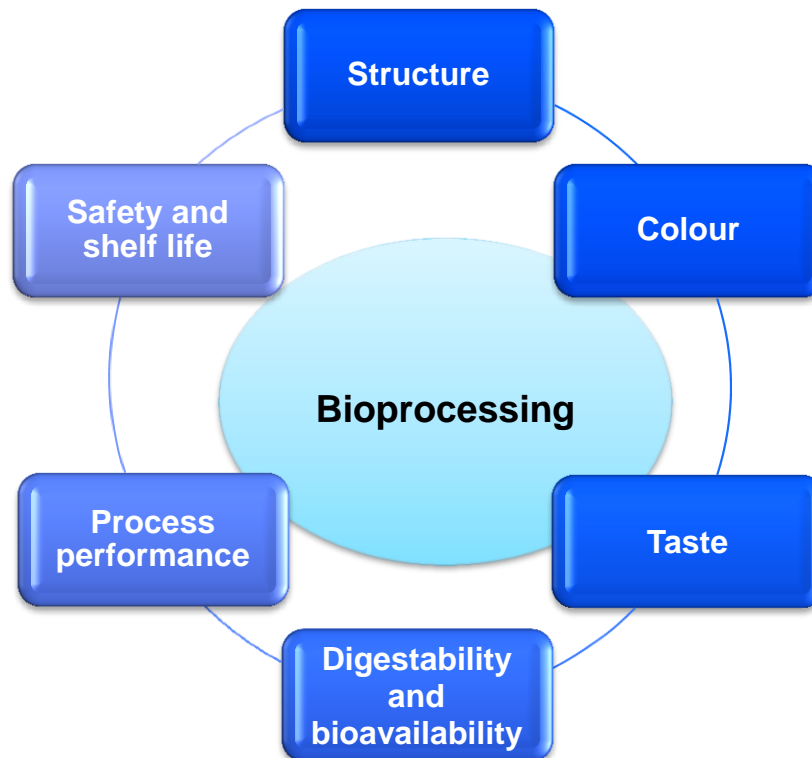 Structure
Colour
Taste
Digestability
and
bioavailability
Process
performance
Safety and
shelf life
Bioprocessing